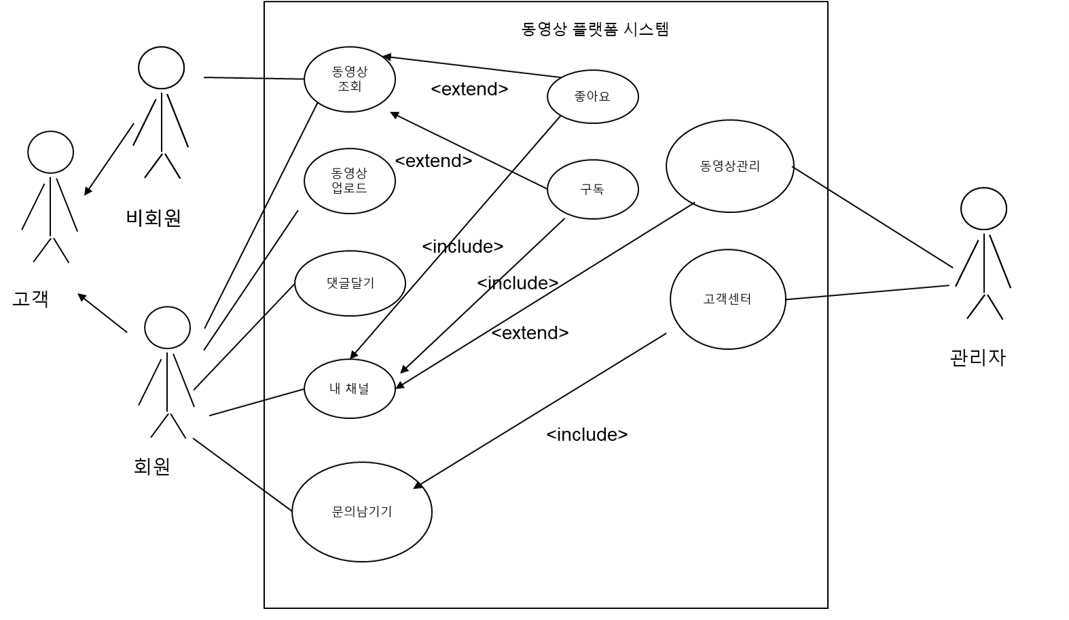 동영상 플랫폼 시스템
동영상
조회
<extend>
좋아요
<extend>
동영상
업로드
구독
동영상관리
비회원
<include>
고객
댓글달기
<include>
고객센터
<extend>
관리자
내 채널
<include>
회원
문의남기기